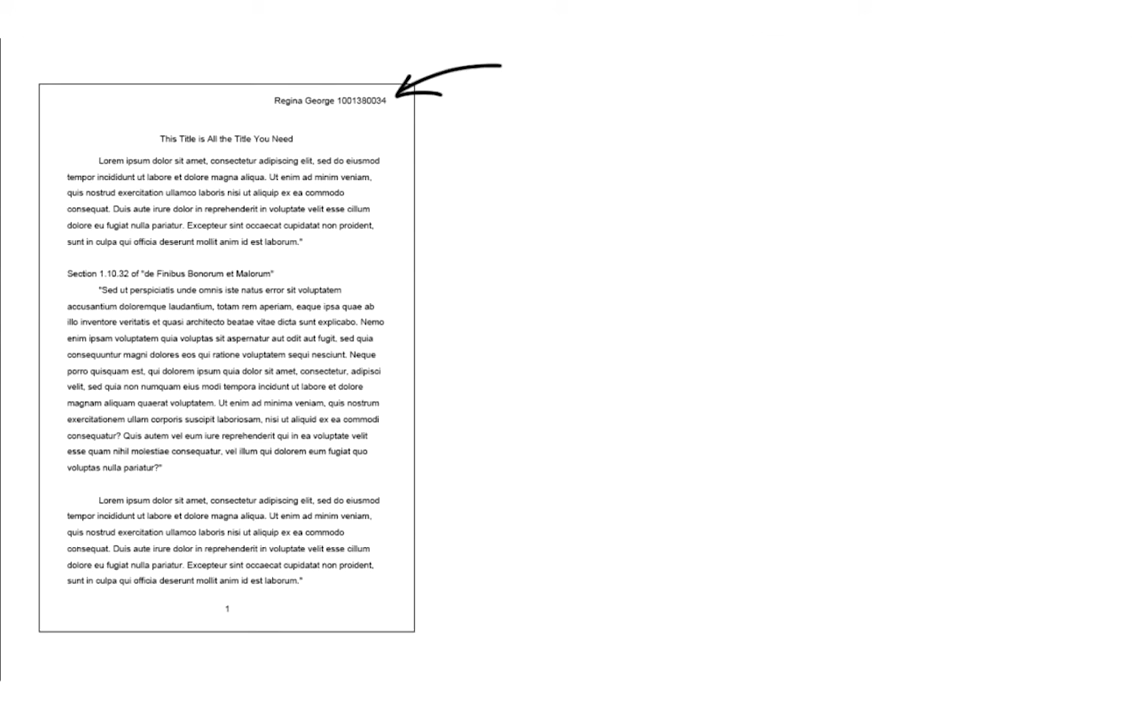 Regina George 1001380034
This Title is All the Title You Need
Lorem ipsum dolor sit amet, consectetur adipiscing elit, sed do eiusmod
tempor incididunt ut labore et dolore magna aliqua. Ut enim ad minim veniam,
quis nostrud exercitation ullamco laboris nisi ut aliquip ex ea commodo
consequat. Duis aute irure dolor in reprehenderit in voluptate velit esse cillum
dolore eu fugiat nulla pariatur. Excepteur sint occaecat cupidatat non proident,
sunt in culpa qui officia deserunt mollit anim id est laborum."
Section 1.10.32 of "de Finibus Bonorum et Malorum"
"Sed ut perspiciatis unde omnis iste natus error sit voluptatem
accusantium doloremque laudantium, totam rem aperiam, eaque ipsa quae ab
illo inventore veritatis et quasi architecto beatae vitae dicta sunt explicabo. Nemo
enim ipsam voluptatem quia voluptas sit aspernatur aut odit aut fugit, sed quia
consequuntur magni dolores eos qui ratione voluptatem sequi nesciunt. Neque
porro quisquam est, qui dolorem ipsum quia dolor sit amet, consectetur, adipisci
velit, sed quia non numquam eius modi tempora incidunt ut labore et dolore
magnam aliquam quaerat voluptatem. Ut enim ad minima veniam, quis nostrum
exercitationem ullam corporis suscipit laboriosam, nisi ut aliquid ex ea commodi
consequatur? Quis autem vel eum iure reprehenderit qui in ea voluptate velit
esse quam nihil molestiae consequatur, vel illum qui dolorem eum fugiat quo
voluptas nulla pariatur?"
Lorem ipsum dolor sit amet, consectetur adipiscing elit, sed do eiusmod
tempor incididunt ut labore et dolore magna aliqua. Ut enim ad minim veniam,
quis nostrud exercitation ullamco laboris nisi ut aliquip ex ea commodo
consequat. Duis aute irure dolor in reprehenderit in voluptate velit esse cillum
dolore eu fugiat nulla pariatur. Excepteur sint occaecat cupidatat non proident,
sunt in culpa qui officia deserunt mollit anim id est laborum."
1